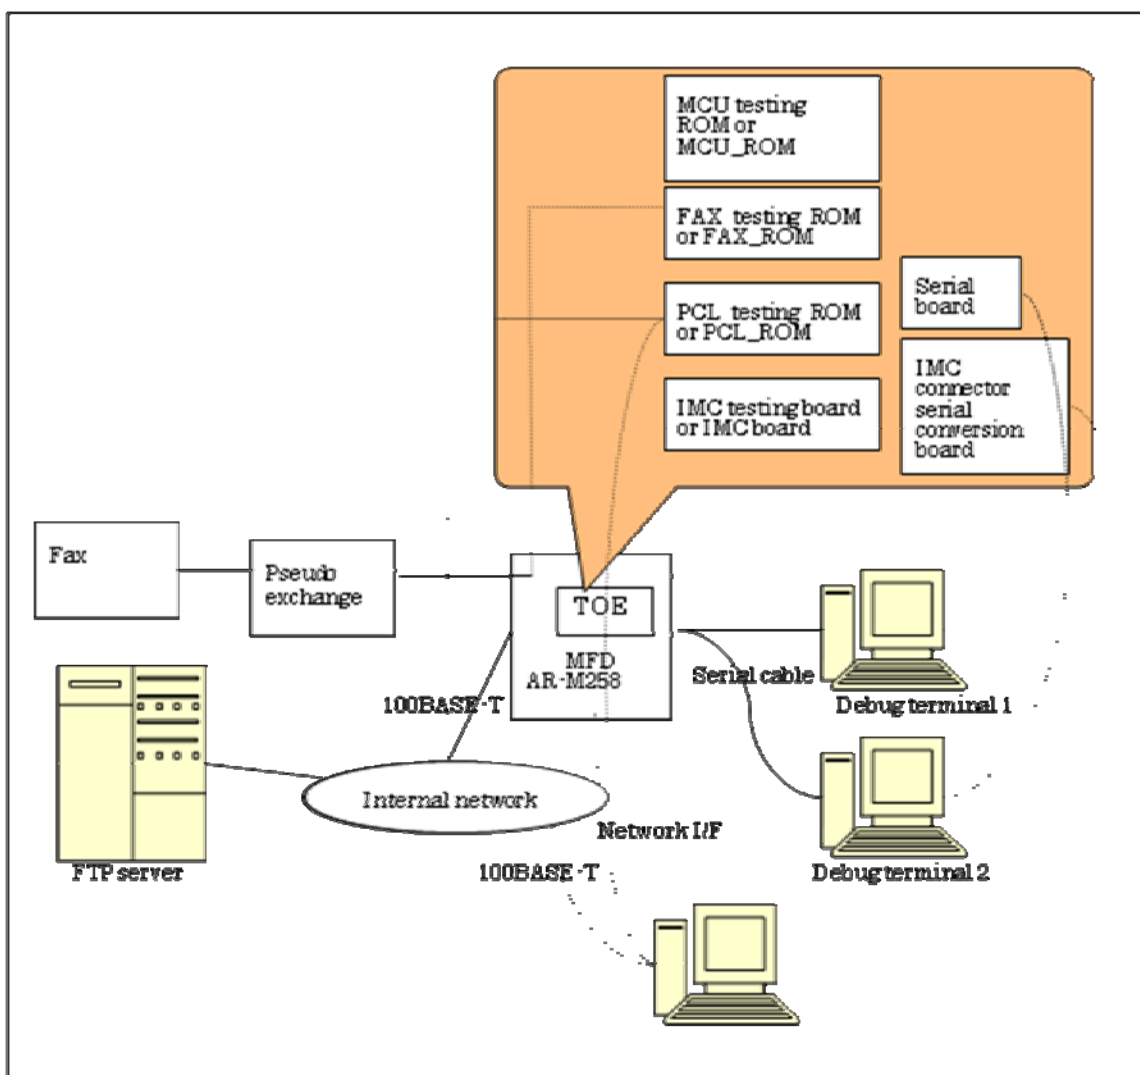 MCU testing
ROM or
MCU_ROM
FAX testing ROM
or FAX_ROM
PCL testing ROM
or PCL_ROM
IMC testing board
or IMC board
Serial
board
IMC
connector
serial
conversion
board
Fax
Pseudo
exchange
TOE
MFD
AR-M258
100BASE-T
Serial cable
Debug terminal 1
Internal network
Network I/F
FTP server
100BASE-T
Debug terminal 2